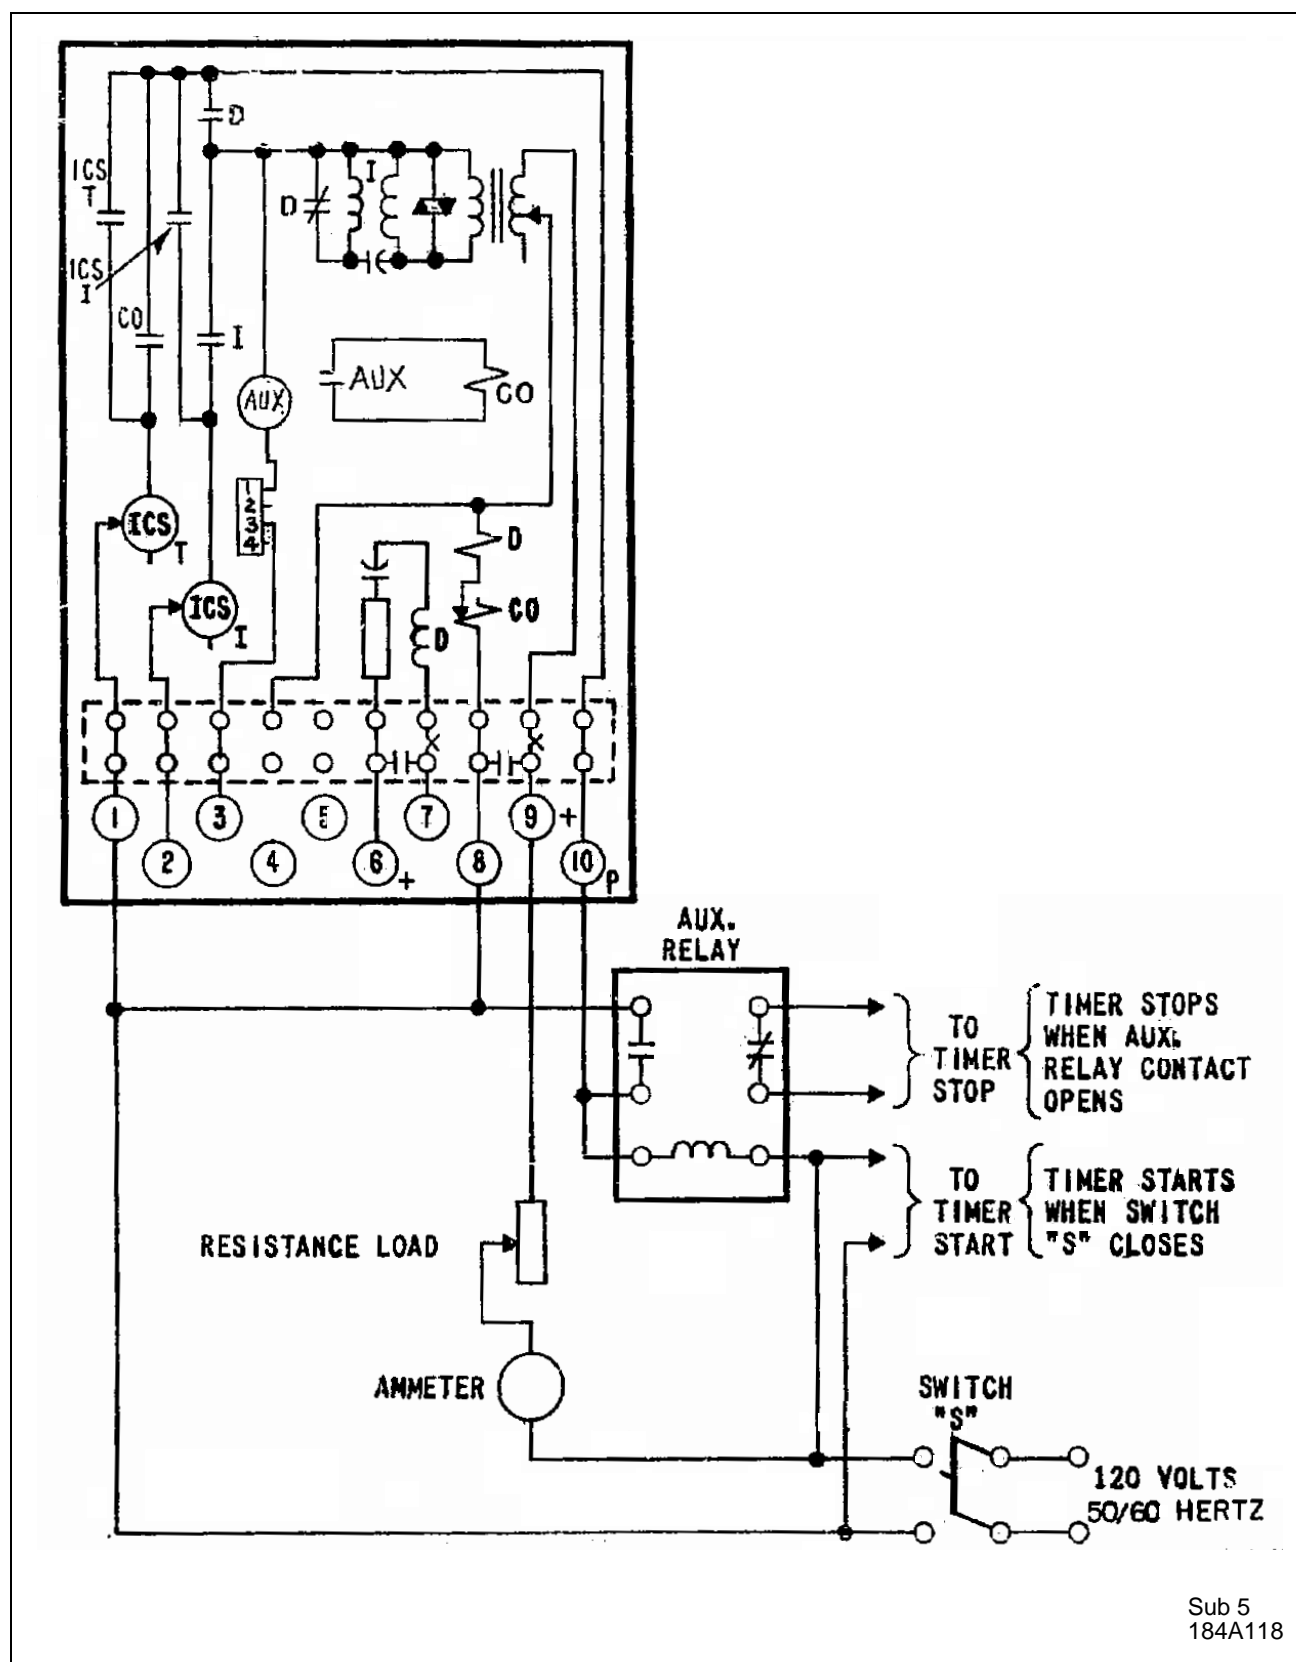 D
ICS
T
I
D
ICS
I
CO
I
AUX
AUX
CO
1
2
3
4
ICS
T
D
ICS
I
CO
D
X
X
1
3
5
7
9
+
2
4
6
+
8
10
P
AUX.
RELAY
TO
TIMER
STOP
TIMER STOPS
WHEN AUX.
RELAY CONTACT
OPENS
TO
TIMER
START
TIMER STARTS
WHEN SWITCH
"S" CLOSES
RESISTANCE LOAD
AMMETER
SWITCH
"S"
120 VOLTS
50/60 HERTZ
Sub 5
184A118